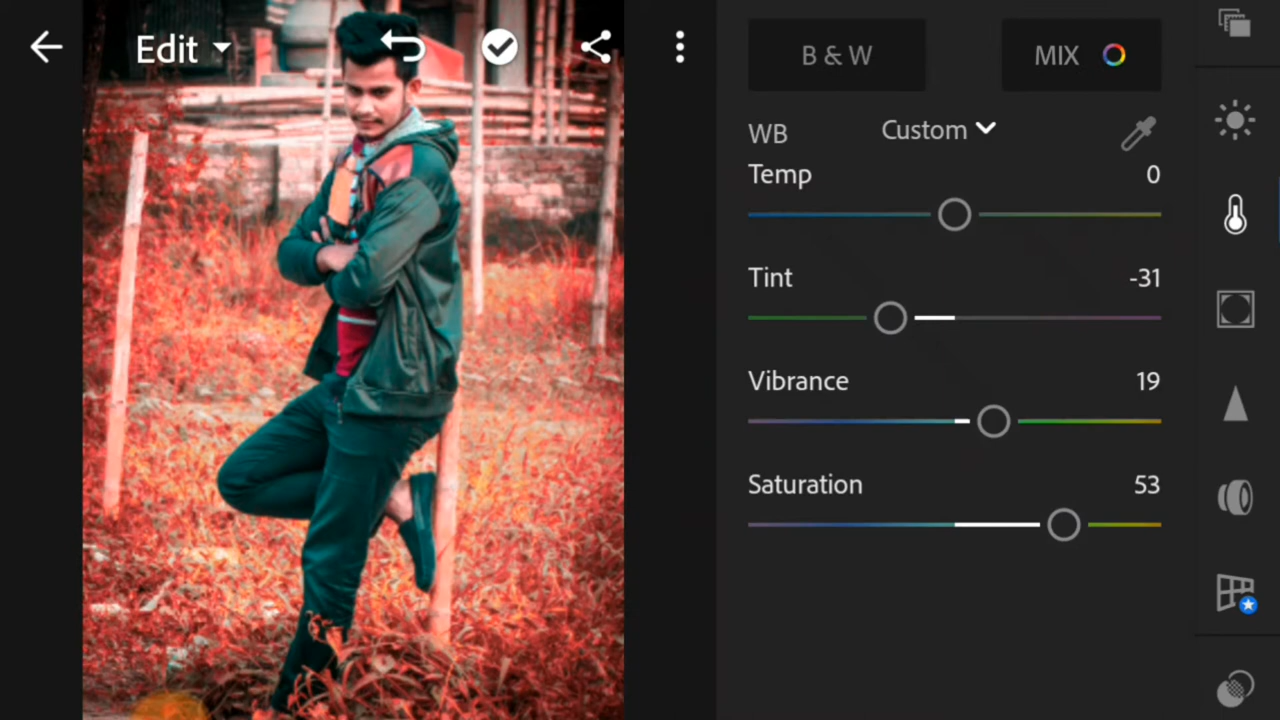 Edit
B & W
MIX
WB
Custom
Temp
0
Tint
-31
Vibrance
19
Saturation
53